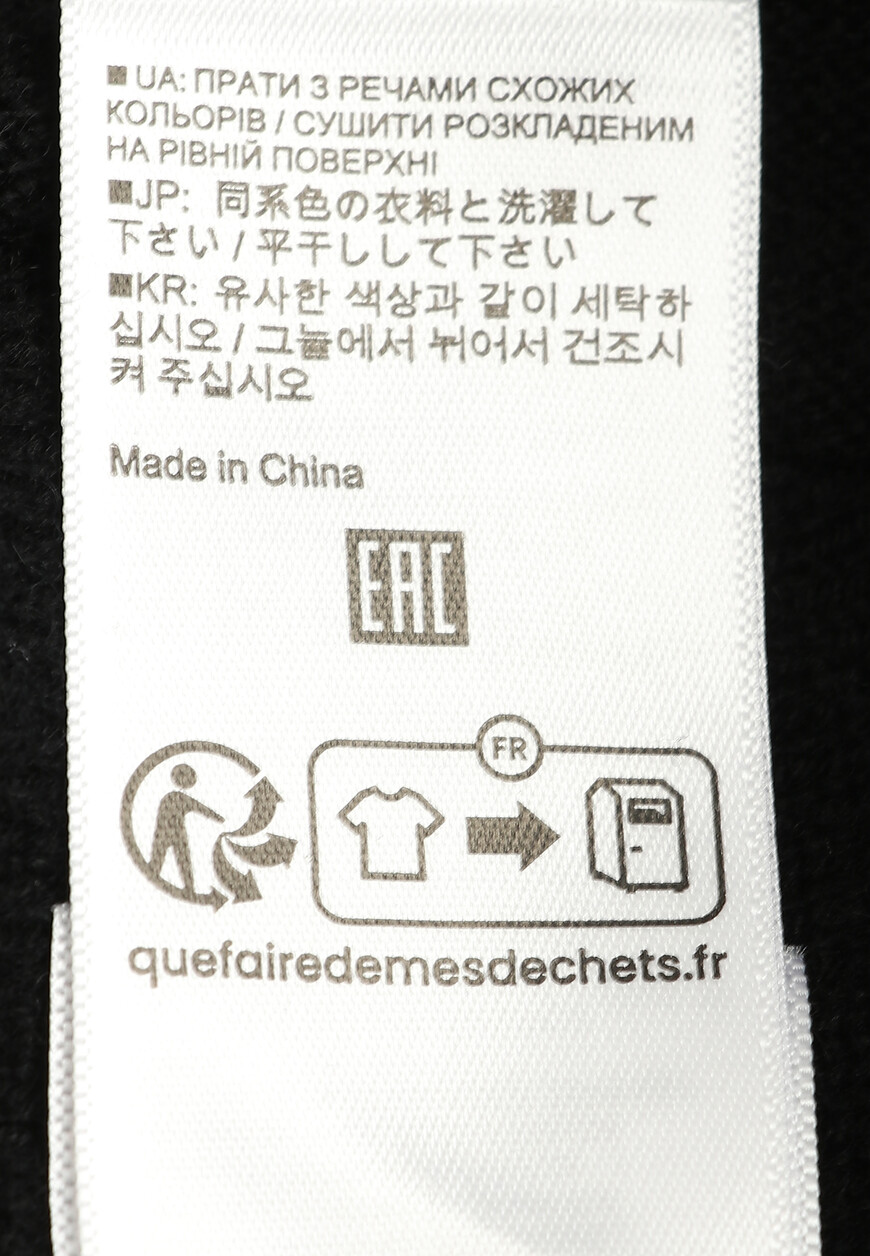 ■ UA: ПРАТИ З РЕЧАМИ СХОЖИХ
КОЛЬОРІВ / СУШИТИ РОЗКЛАДЕНИМ
НА РІВНІЙ ПОВЕРХНІ
■JP: 同系色の衣料と洗濯して
下さい / 平干ししして下さい
■KR: 유사한 색상과 같이 세탁하
십시오 / 그늘에서 뉘어서 건조시
켜 주십시오
Made in China
EAC
FR
quefairedemesdechets.fr